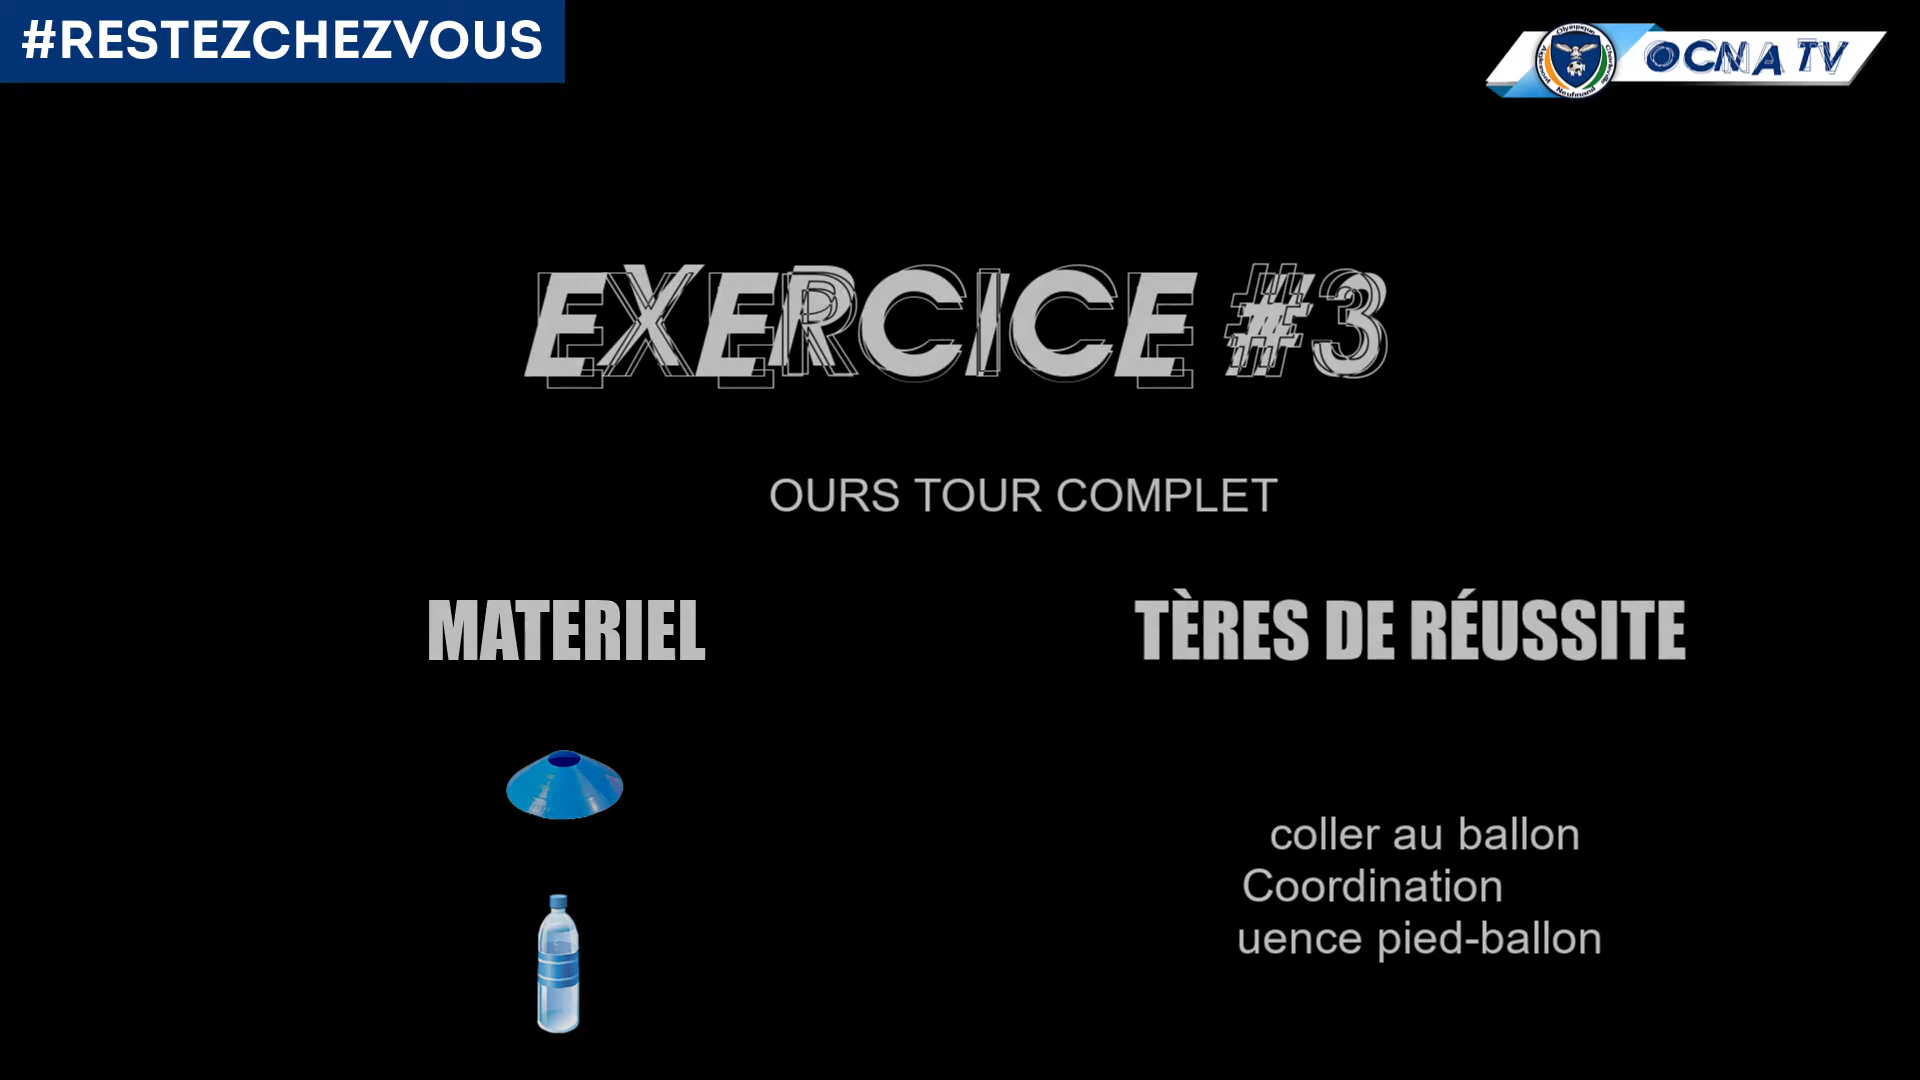 #RESTEZCHEZVOUS
OCNA TV
EXERCICE #3
OURS TOUR COMPLET
MATERIEL
TÈRES DE RÉUSSITE
coller au ballon
Coordination
uence pied-ballon